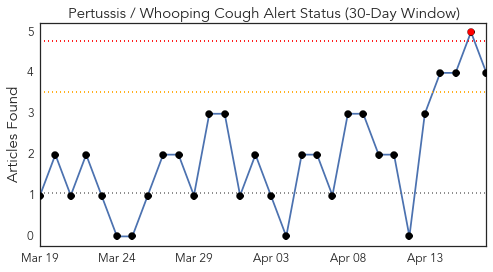 Pertussis / Whooping Cough Alert Status (30-Day Window)
Articles Found
5
4
3
2
1
0
Mar 19 Mar 24 Mar 29 Apr 03 Apr 08 Apr 13